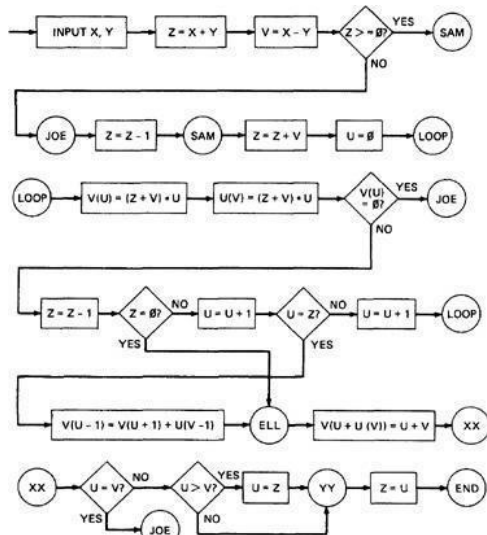 INPUT X, Y
Z = X + Y
V = X − Y
Z > = Ø?
YES
SAM
NO
JOE
Z = Z − 1
SAM
Z = Z + V
U = Ø
LOOP
LOOP
V(U) = (Z + V) * U
U(V) = (Z + V) * U
V(U)
= Ø?
YES
JOE
NO
Z = Z − 1
Z = Ø?
NO
U = U + 1
U = Z?
NO
U = U + 1
LOOP
YES
YES
V(U − 1) = V(U + 1) + U(V − 1)
ELL
V(U + U (V)) = U + V
XX
XX
U = V?
NO
U > V?
YES
U = Z
YY
Z = U
END
YES
NO
JOE